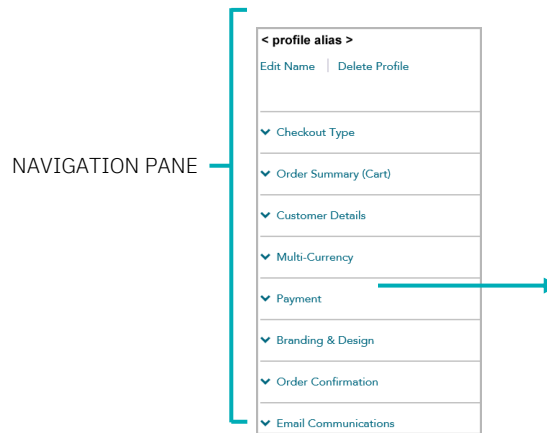 < profile alias >
Edit Name Delete Profile
Checkout Type
NAVIGATION PANE
Order Summary (Cart)
Customer Details
Multi-Currency
Payment
Branding & Design
Order Confirmation
Email Communications